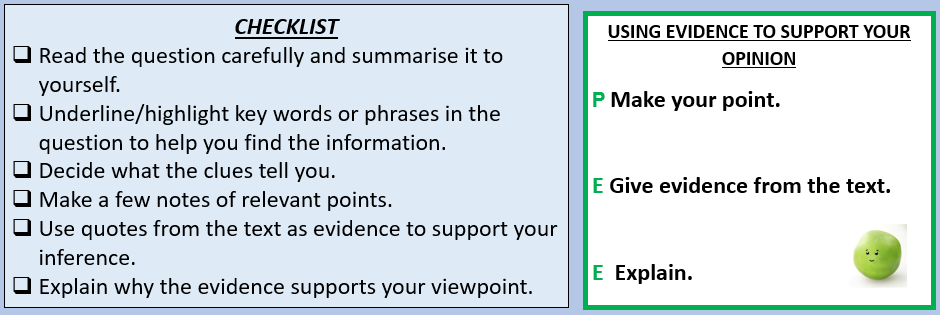 CHECKLIST
❑ Read the question carefully and summarise it to
yourself.
❑ Underline/highlight key words or phrases in the
question to help you find the information.
❑ Decide what the clues tell you.
❑ Make a few notes of relevant points.
❑ Use quotes from the text as evidence to support your
inference.
❑ Explain why the evidence supports your viewpoint.
USING EVIDENCE TO SUPPORT YOUR
OPINION
P Make your point.
E Give evidence from the text.
E Explain.